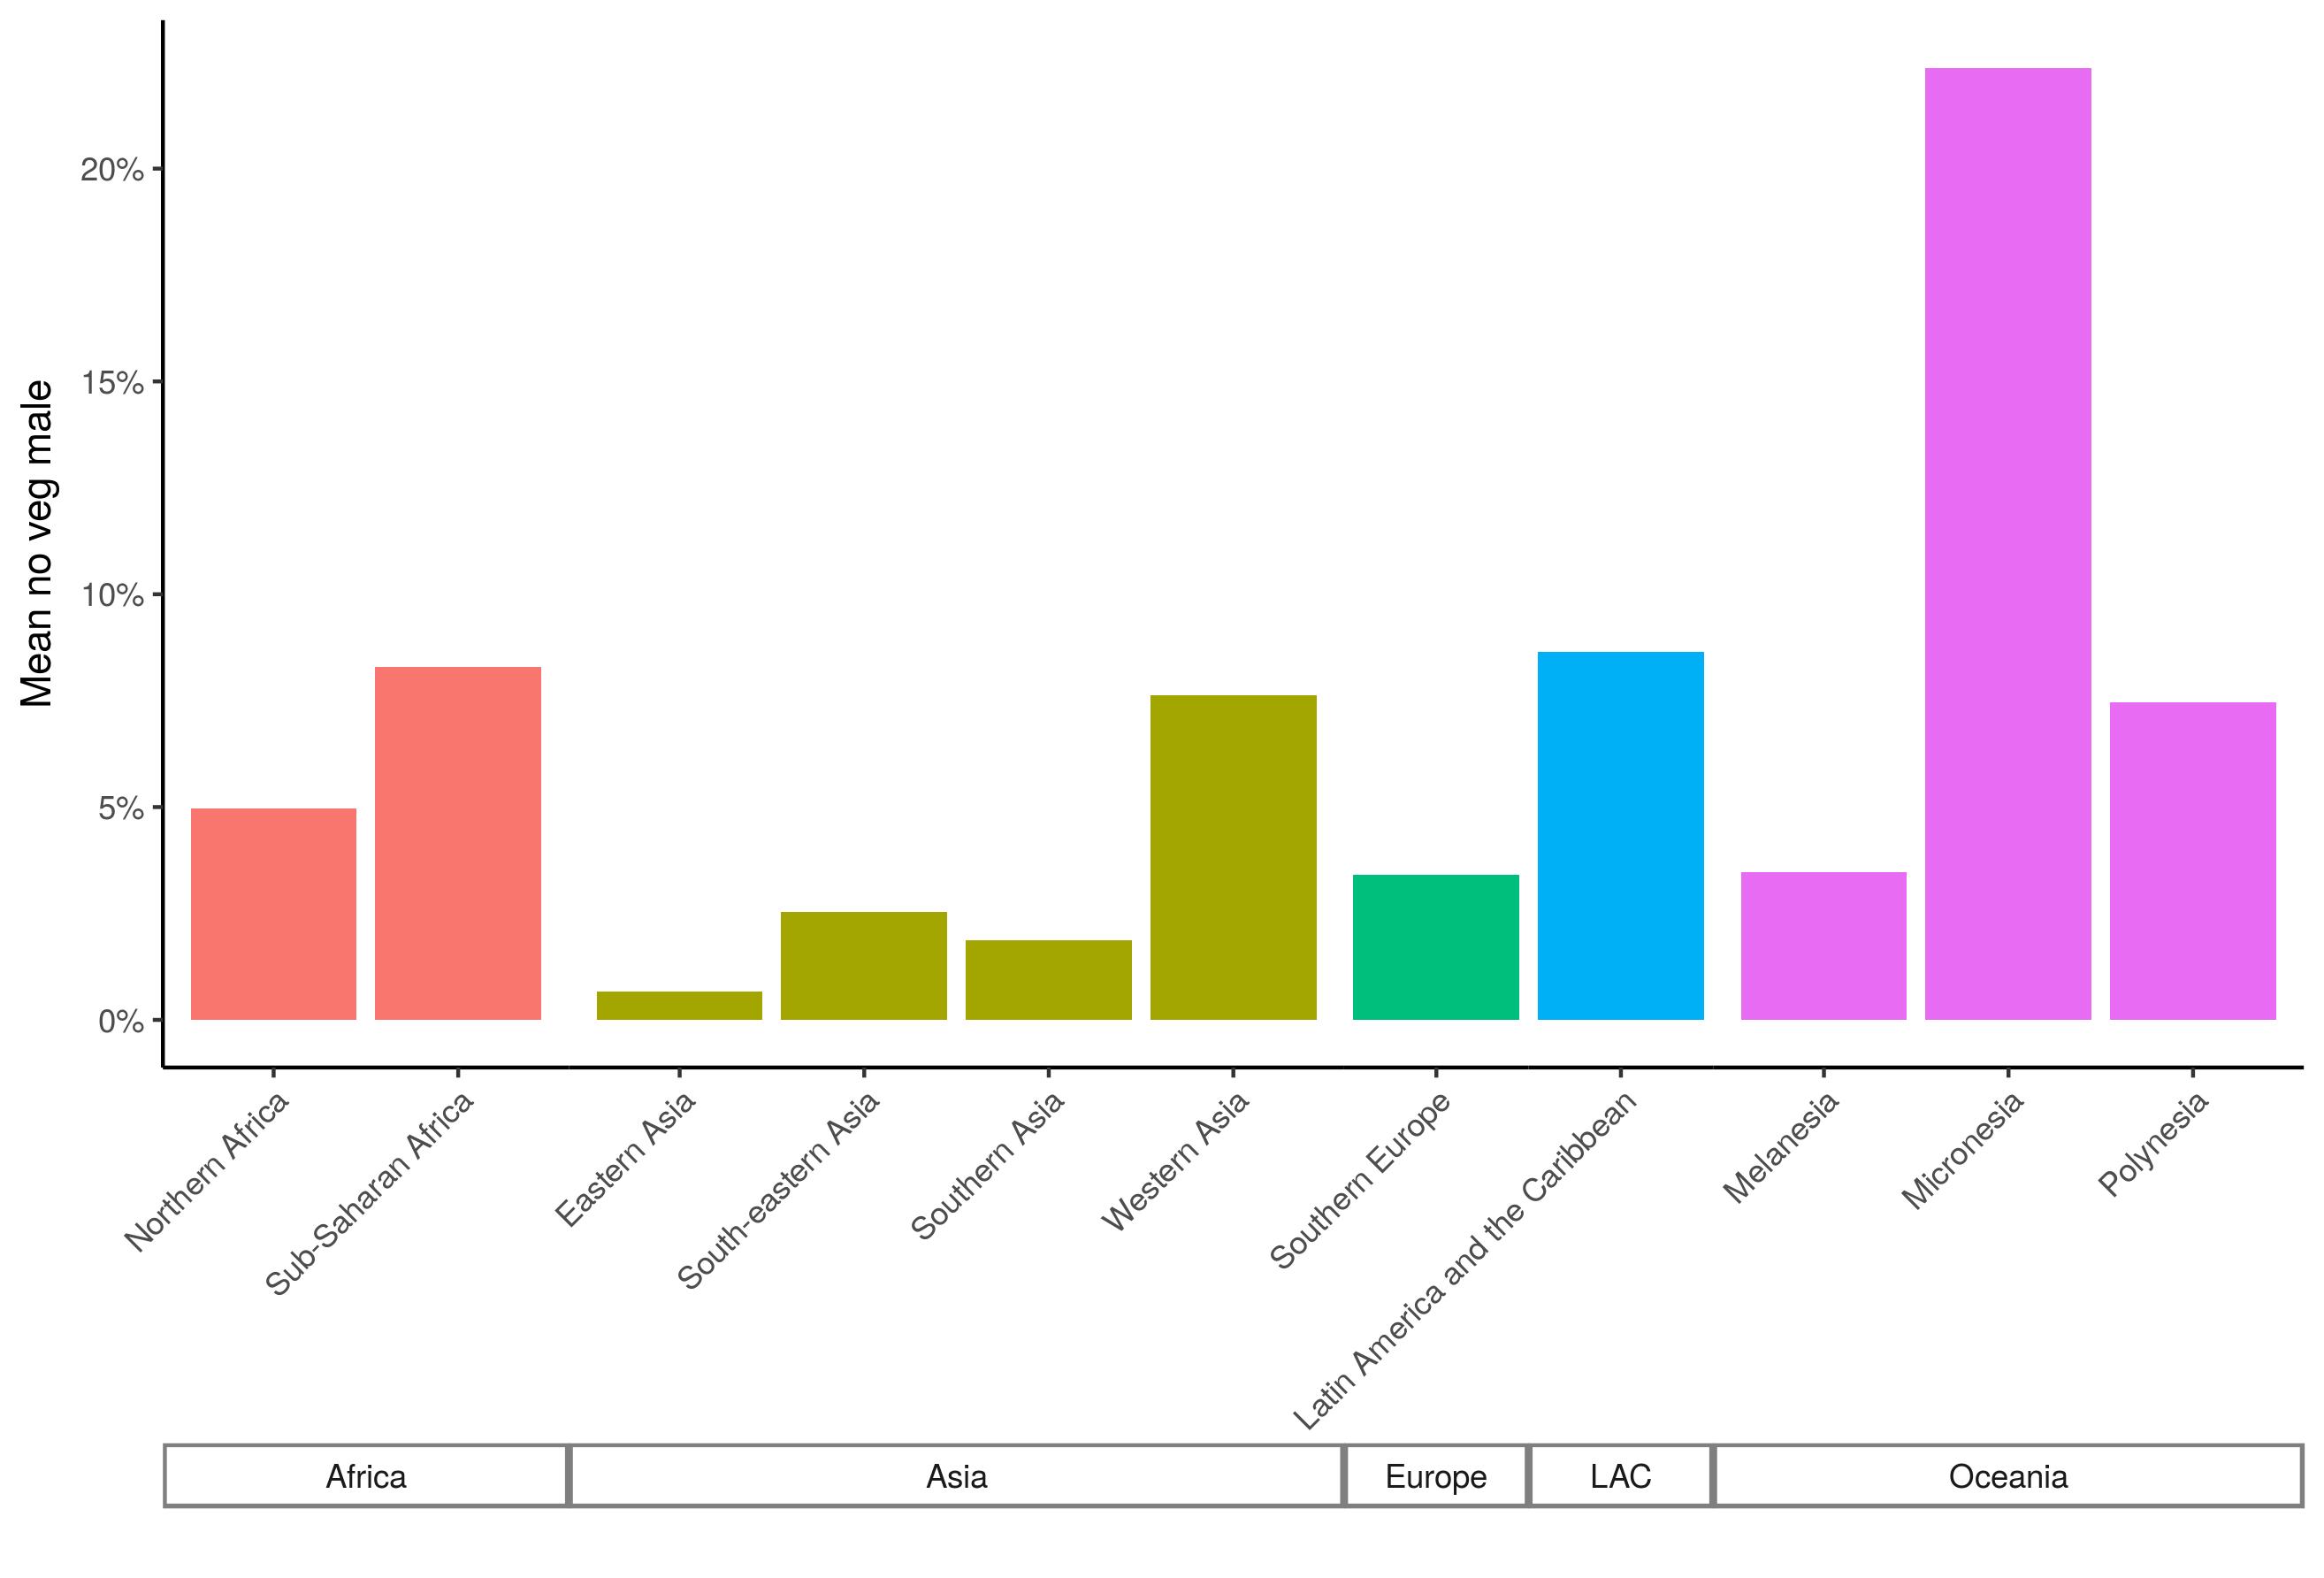 Mean no veg male
20%
15%
10%
5%
0%
Northern Africa
Sub-Saharan Africa
Eastern Asia
South-eastern Asia
Southern Asia
Western Asia
Southern Europe
Latin America and the Caribbean
Melanesia
Micronesia
Polynesia
Africa
Asia
Europe
LAC
Oceania